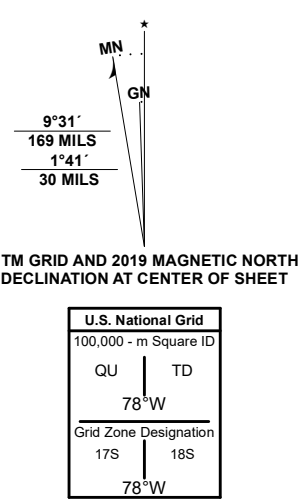 ★
MN
GN
9°31´
169 MILS
1°41´
30 MILS
TM GRID AND 2019 MAGNETIC NORTH
DECLINATION AT CENTER OF SHEET
U.S. National Grid
100,000 - m Square ID
QU TD
78°W
Grid Zone Designation
17S 18S
78°W